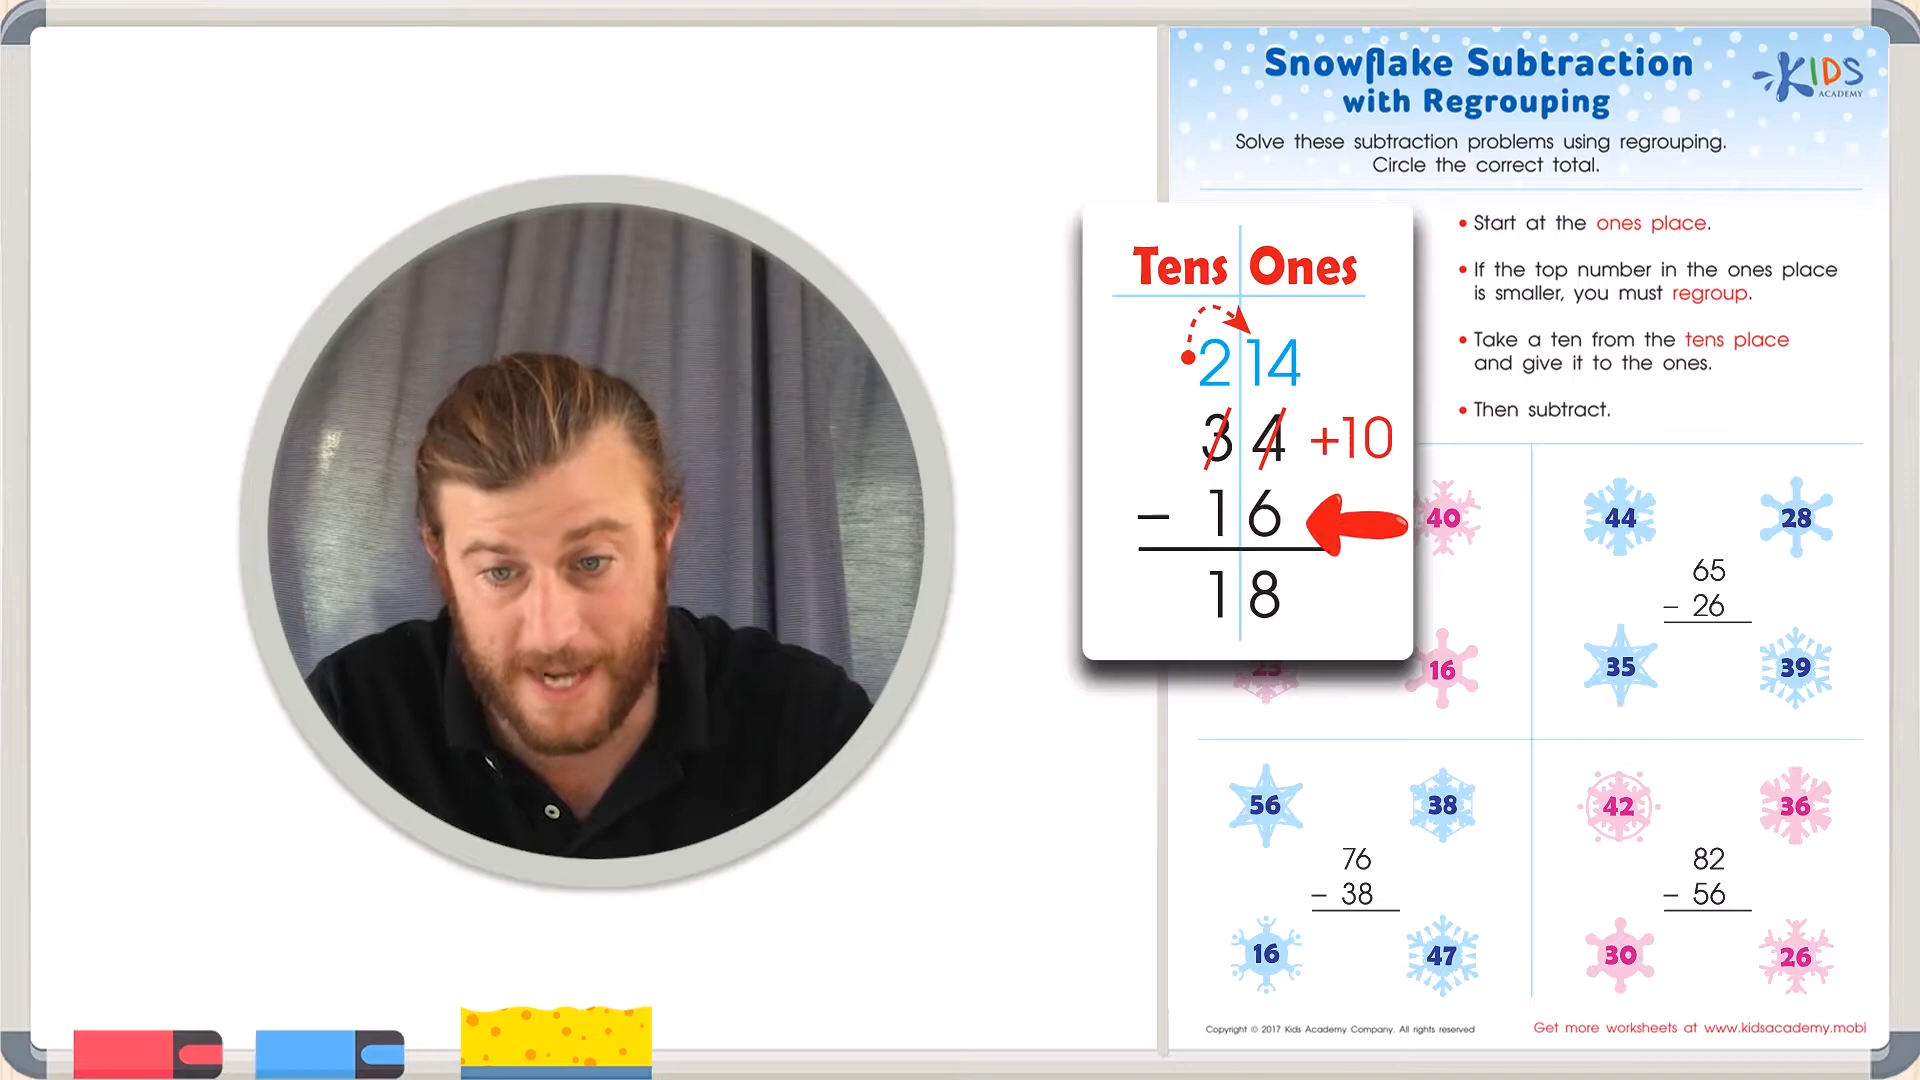 Snowflake Subtraction
with Regrouping
KIDS
ACADEMY
Solve these subtraction problems using regrouping.
Circle the correct total.
• Start at the ones place.
• If the top number in the ones place
is smaller, you must regroup.
• Take a ten from the tens place
and give it to the ones.
• Then subtract.
Tens Ones
2 14
3 4 +10
– 16
18
40
16
44 28
65
– 26
35 39
56 38
76
– 38
16 47
42 36
82
– 56
30 26
Copyright © 2017 Kids Academy Company. All rights reserved
Get more worksheets at www.kidsacademy.mobi